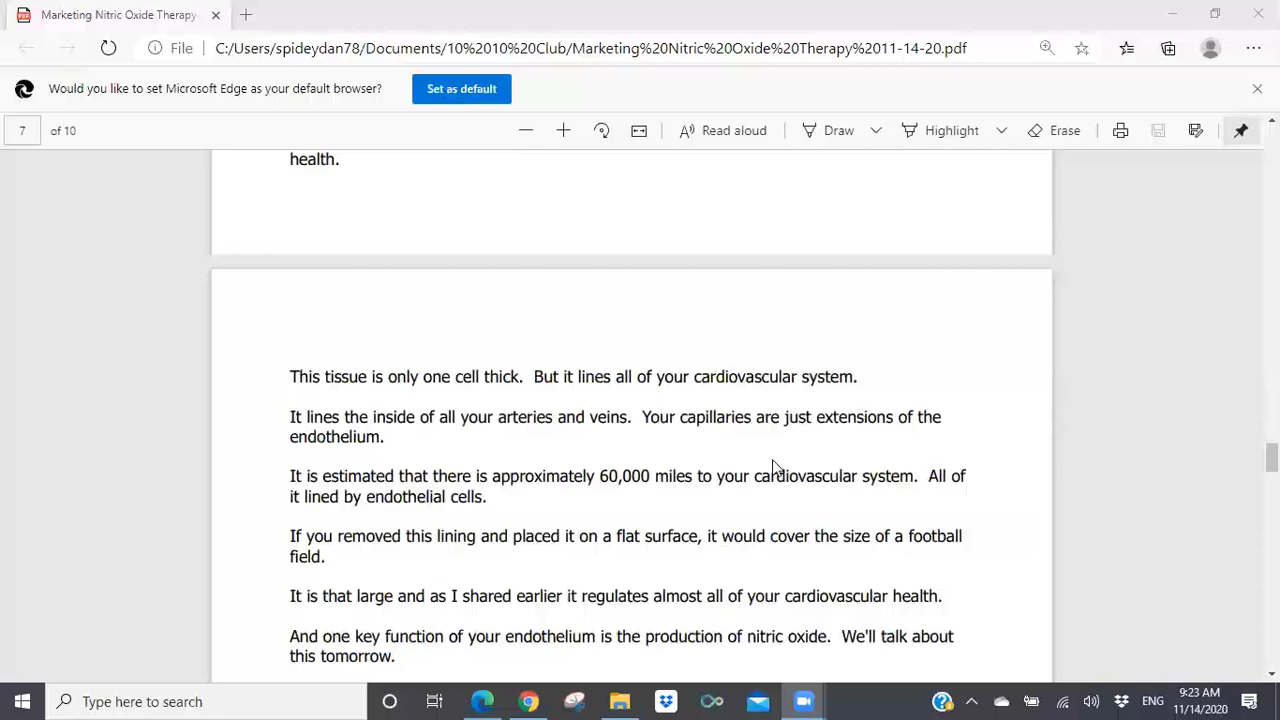 Marketing Nitric Oxide Therapy
File C:/Users/spideydan78/Documents/10%2010%20Club/Marketing%20Nitric%20Oxide%20Therapy%2011-14-20.pdf
Would you like to set Microsoft Edge as your default browser? Set as default
7 of 10 Read aloud Draw Highlight Erase
health.
This tissue is only one cell thick.  But it lines all of your cardiovascular system.
It lines the inside of all your arteries and veins.  Your capillaries are just extensions of the
endothelium.
It is estimated that there is approximately 60,000 miles to your cardiovascular system.  All of
it lined by endothelial cells.
If you removed this lining and placed it on a flat surface, it would cover the size of a football
field.
It is that large and as I shared earlier it regulates almost all of your cardiovascular health.
And one key function of your endothelium is the production of nitric oxide.  We'll talk about
this tomorrow.
Type here to search ENG 9:23 AM
11/14/2020